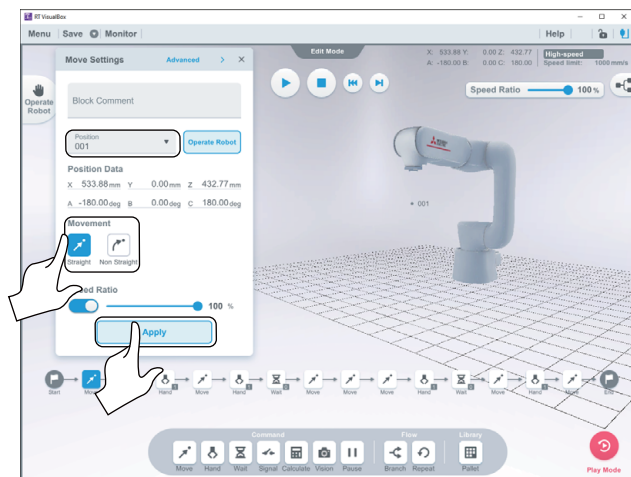 RT VisualBox
Menu Save Monitor Help
Move Settings Advanced
Edit Mode
X: 533.88 Y: 0.00 Z: 432.77 High-speed
A: -180.00 B: 0.00 C: 180.00 Speed limit: 1000 mm/s
Operate Robot
Block Comment
Speed Ratio 100 %
Position
001
Operate Robot
Position Data
X 533.88 mm Y 0.00 mm Z 432.77 mm
A -180.00 deg B 0.00 deg C 180.00 deg
001
Movement
Straight Non Straight
100 %
Apply
Start Hand Move Hand Wait Move Move Move Hand Wait Move Hand Move End
Command Flow Library
Move Hand Wait Signal Calculate Vision Pause Branch Repeat Pallet
Play Mode